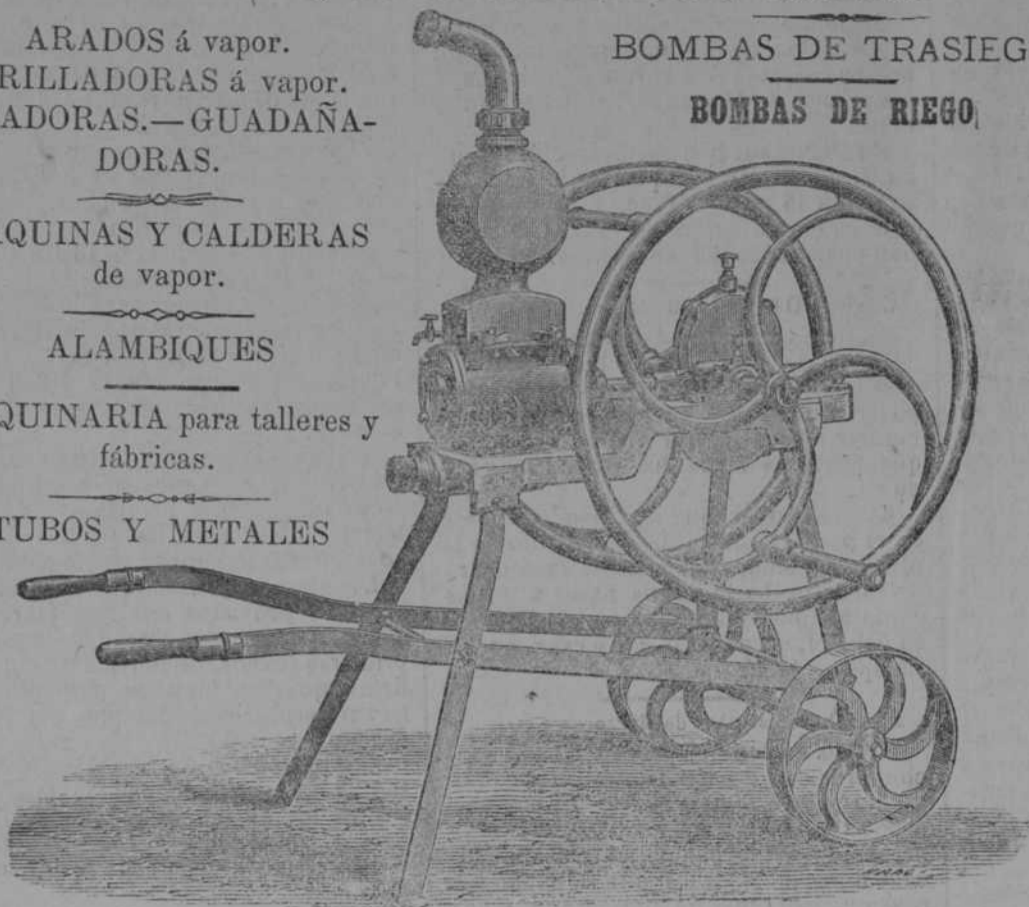 ARADOS á vapor.
RILLADORAS á vapor.
ADORAS.—GUADAÑA-
DORAS.
QUINAS Y CALDERAS
de vapor.
ALAMBIQUES
QUINARIA para talleres y
fábricas.
TUBOS Y METALES
BOMBAS DE TRASIEG
BOMBAS DE RIEGO